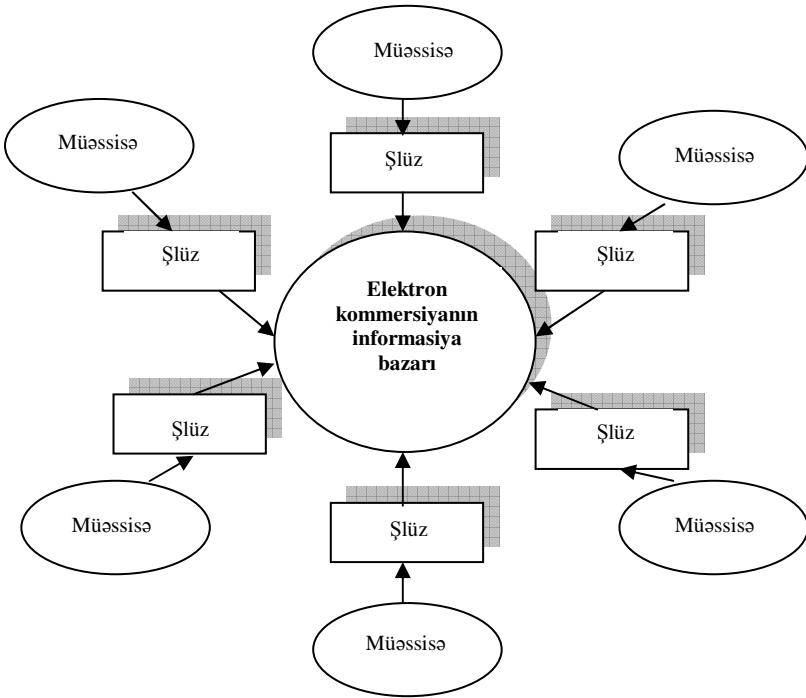 Müəssisə
Müəssisə
Müəssisə
Şlüz
Şlüz
Şlüz
Elektron
kommersiyanın
informasiya
bazarı
Şlüz
Şlüz
Müəssisə
Şlüz
Müəssisə
Müəssisə